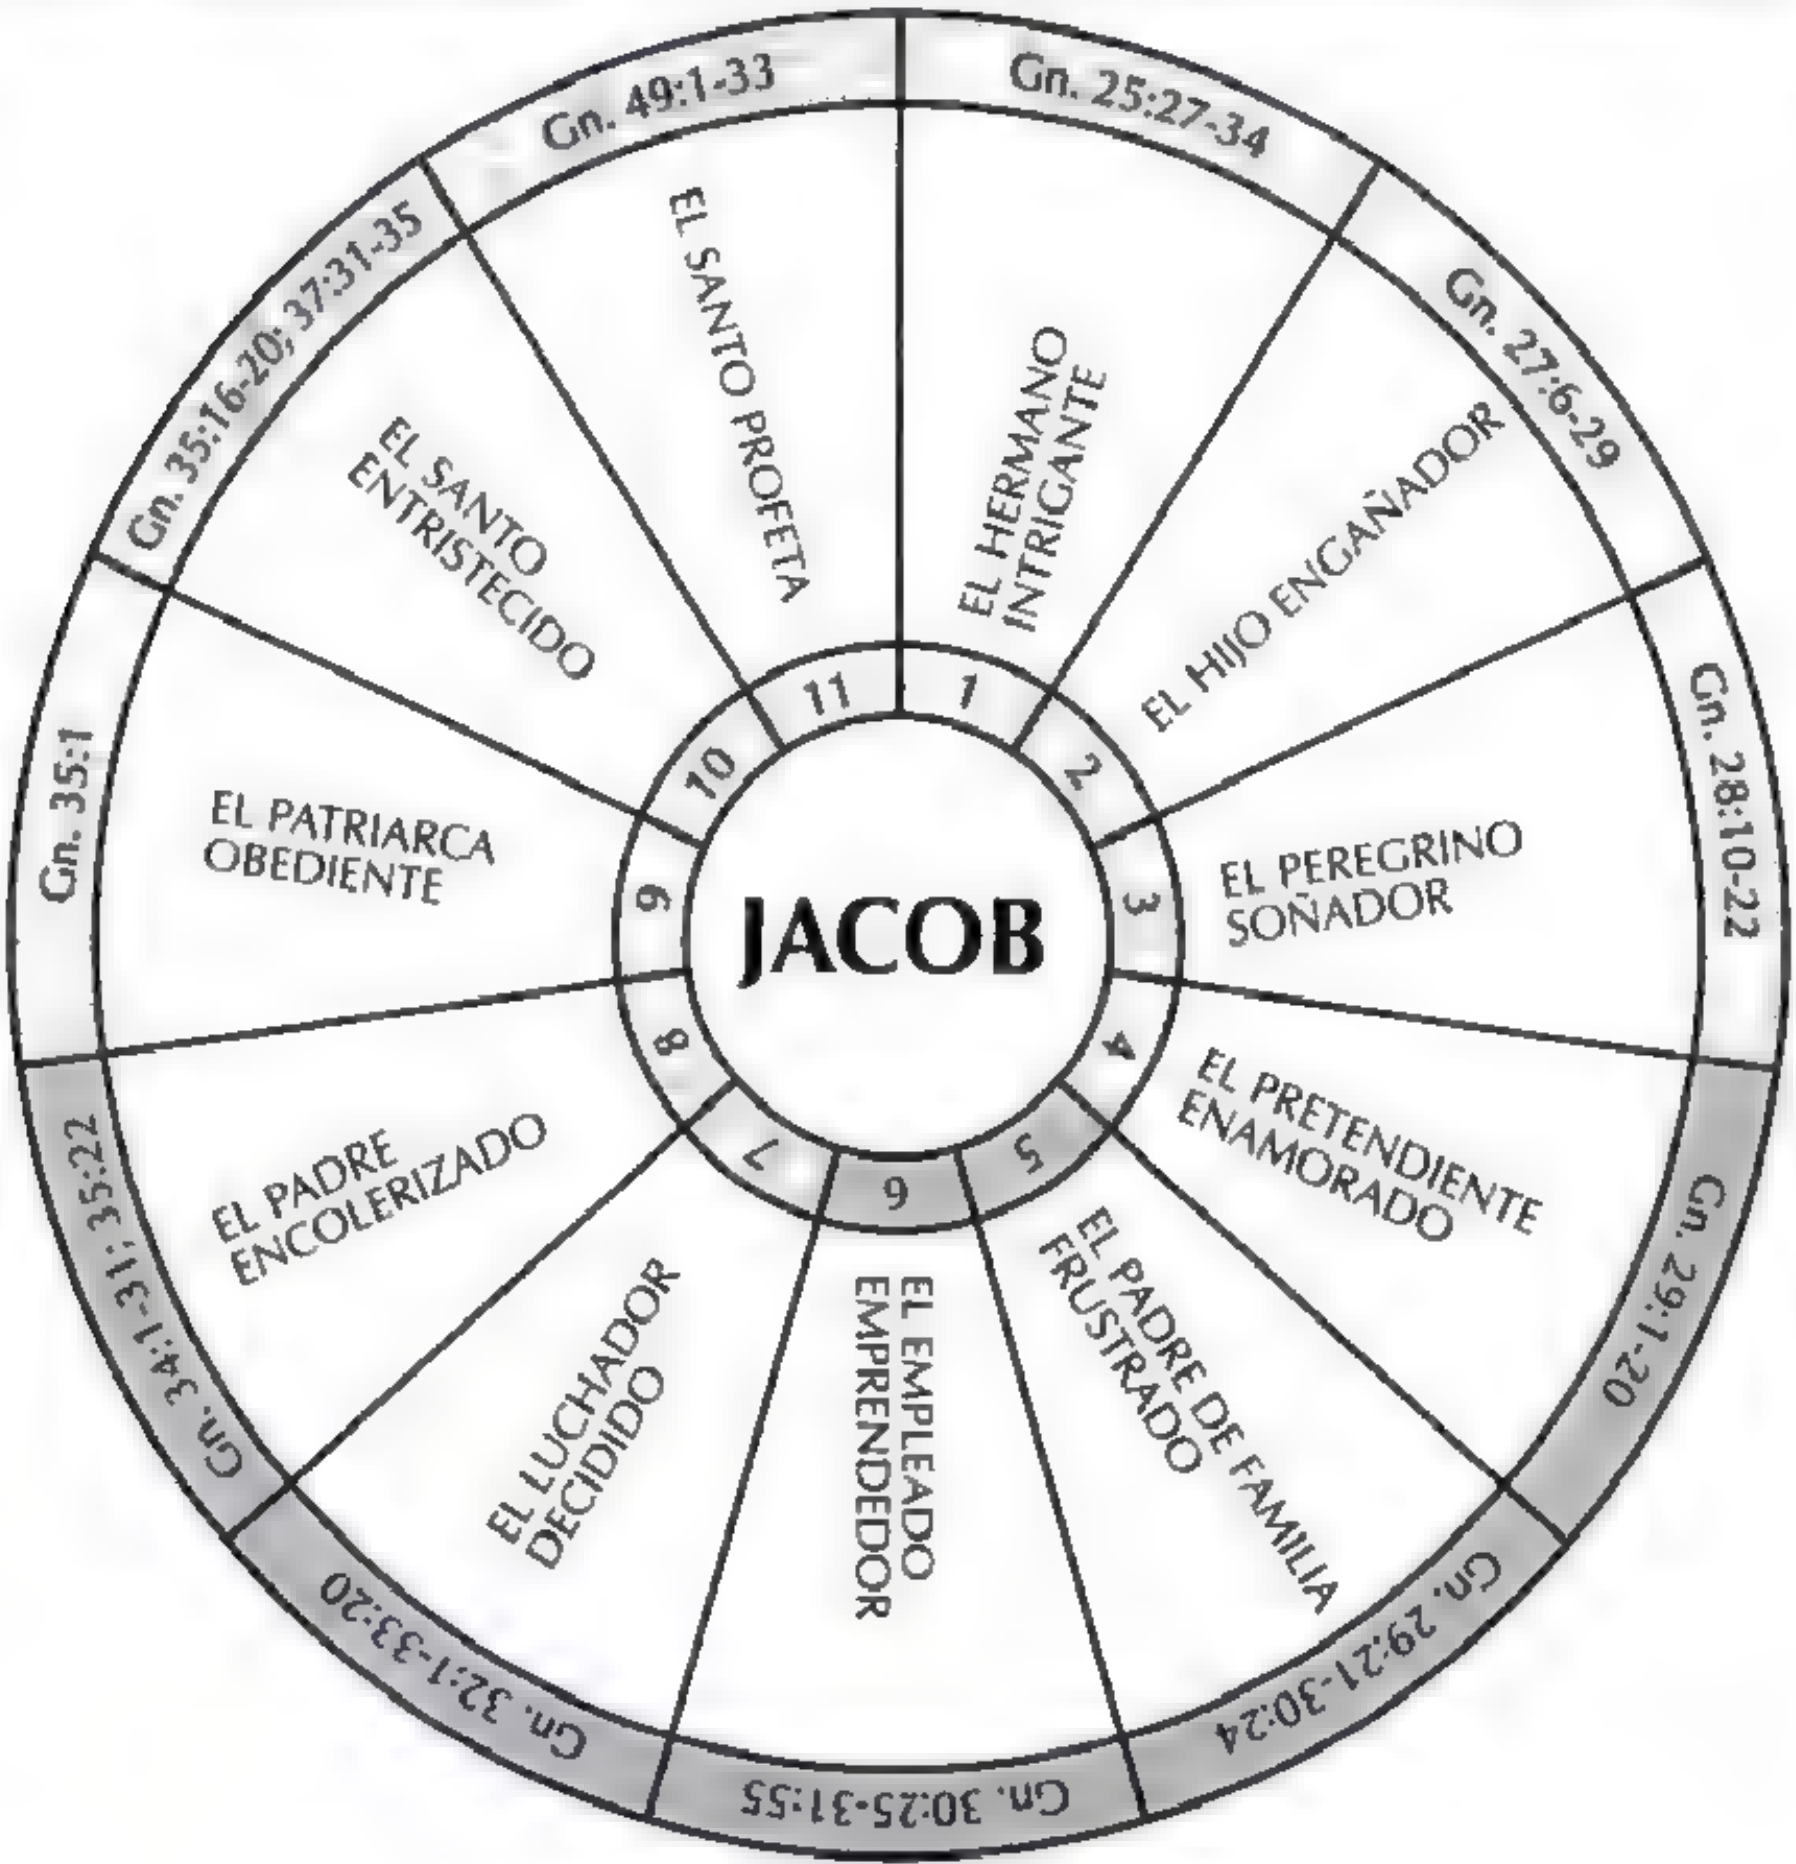 JACOB
1
EL HERMANO
INTRIGANTE
Gn. 25:27-34
2
EL HIJO ENGAÑADOR
Gn. 27:6-29
3
EL PEREGRINO
SOÑADOR
Gn. 28:10-22
4
EL PRETENDIENTE
ENAMORADO
Gn. 29:1-20
5
EL PADRE DE FAMILIA
FRUSTRADO
Gn. 29:21-30:24
6
EL EMPLEADO
EMPRENDEDOR
Gn. 30:25-31:55
7
EL LUCHADOR
DECIDIDO
Gn. 32:1-33:20
8
EL PADRE
ENCOLERIZADO
Gn. 34:1-31; 35:22
9
EL PATRIARCA
OBEDIENTE
Gn. 35:1
10
EL SANTO
ENTRISTECIDO
Gn. 35:16-20; 37:31-35
11
EL SANTO PROFETA
Gn. 49:1-33